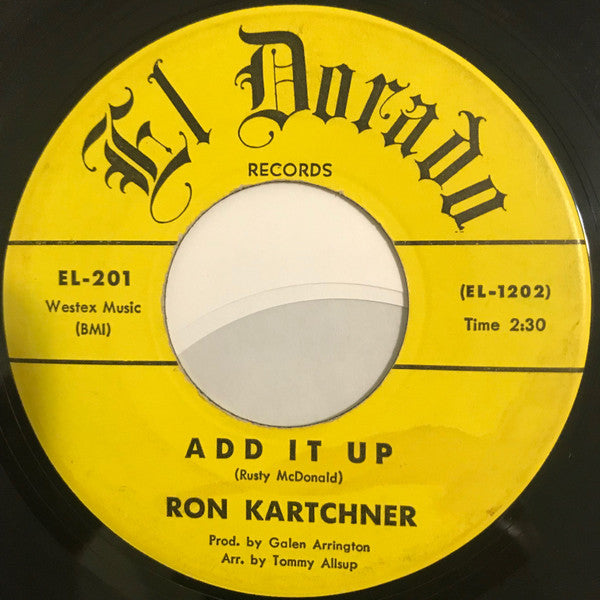 El Dorado
RECORDS
EL-201
Westex Music
(BMI)
(EL-1202)
Time 2:30
ADD IT UP
(Rusty McDonald)
RON KARTCHNER
Prod. by Galen Arrington
Arr. by Tommy Allsup